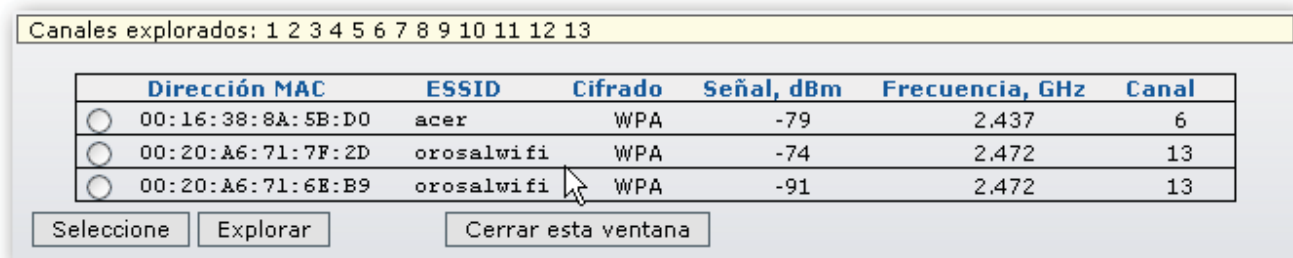 Canales explorados: 1 2 3 4 5 6 7 8 9 10 11 12 13
Dirección MAC ESSID Cifrado Señal, dBm Frecuencia, GHz Canal
00:16:38:8A:5B:D0 acer WPA -79 2.437 6
00:20:A6:71:7F:2D orosalwifi WPA -74 2.472 13
00:20:A6:71:6E:B9 orosalwifi WPA -91 2.472 13
Seleccione Explorar Cerrar esta ventana